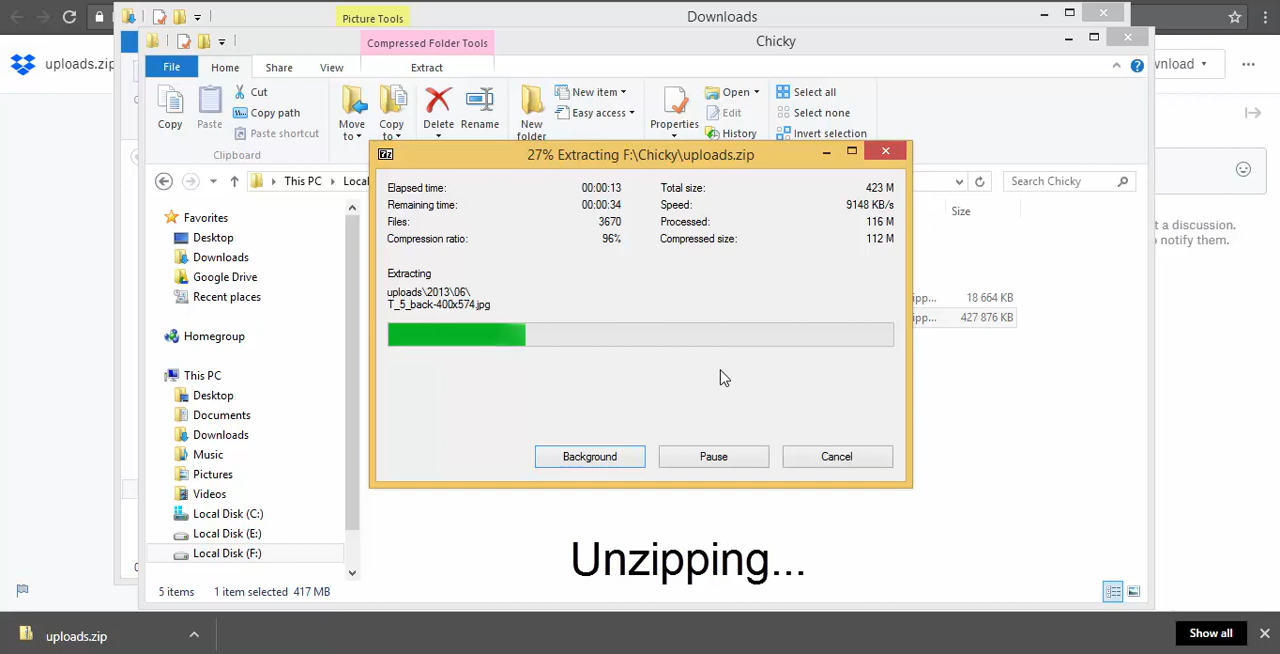 Picture Tools
Downloads
Compressed Folder Tools
Chicky
uploads.zip
File
Home
Share
View
Extract
Copy
Paste
Cut
Copy path
Paste shortcut
Clipboard
Move to
Copy to
Delete
Rename
New folder
New item
Easy access
Properties
Open
Edit
History
Select all
Select none
Invert selection
27% Extracting F:\Chicky\uploads.zip
This PC
Search Chicky
Size
Elapsed time: 00:00:13
Remaining time: 00:00:34
Files: 3670
Compression ratio: 96%
Total size: 423 M
Speed: 9148 KB/s
Processed: 116 M
Compressed size: 112 M
Extracting
uploads\2013\06\
T_5_back-400x574.jpg
Background
Pause
Cancel
18 664 KB
427 876 KB
Favorites
Desktop
Downloads
Google Drive
Recent places
Homegroup
This PC
Desktop
Documents
Downloads
Music
Pictures
Videos
Local Disk (C:)
Local Disk (E:)
Local Disk (F:)
t a discussion.
notify them.
Unzipping...
5 items
1 item selected 417 MB
uploads.zip
Show all